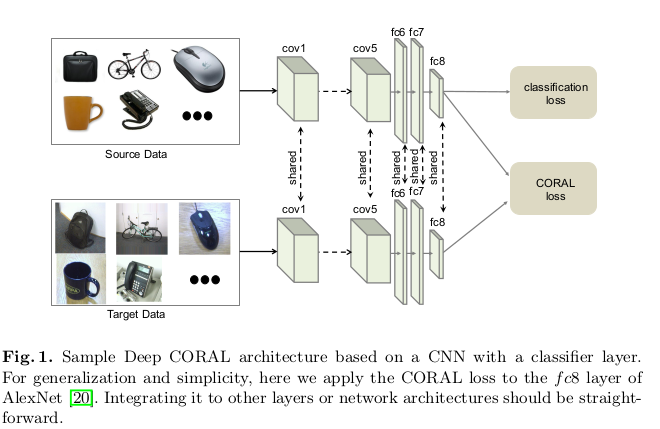 fc6 fc7
cov1
cov5
fc8
classification
loss
Source Data
shared
shared
shared
shared
shared
CORAL
loss
fc6 fc7
cov1
cov5
fc8
Target Data
Fig. 1. Sample Deep CORAL architecture based on a CNN with a classifier layer.
For generalization and simplicity, here we apply the CORAL loss to the fc8 layer of
AlexNet [20]. Integrating it to other layers or network architectures should be straight-
forward.